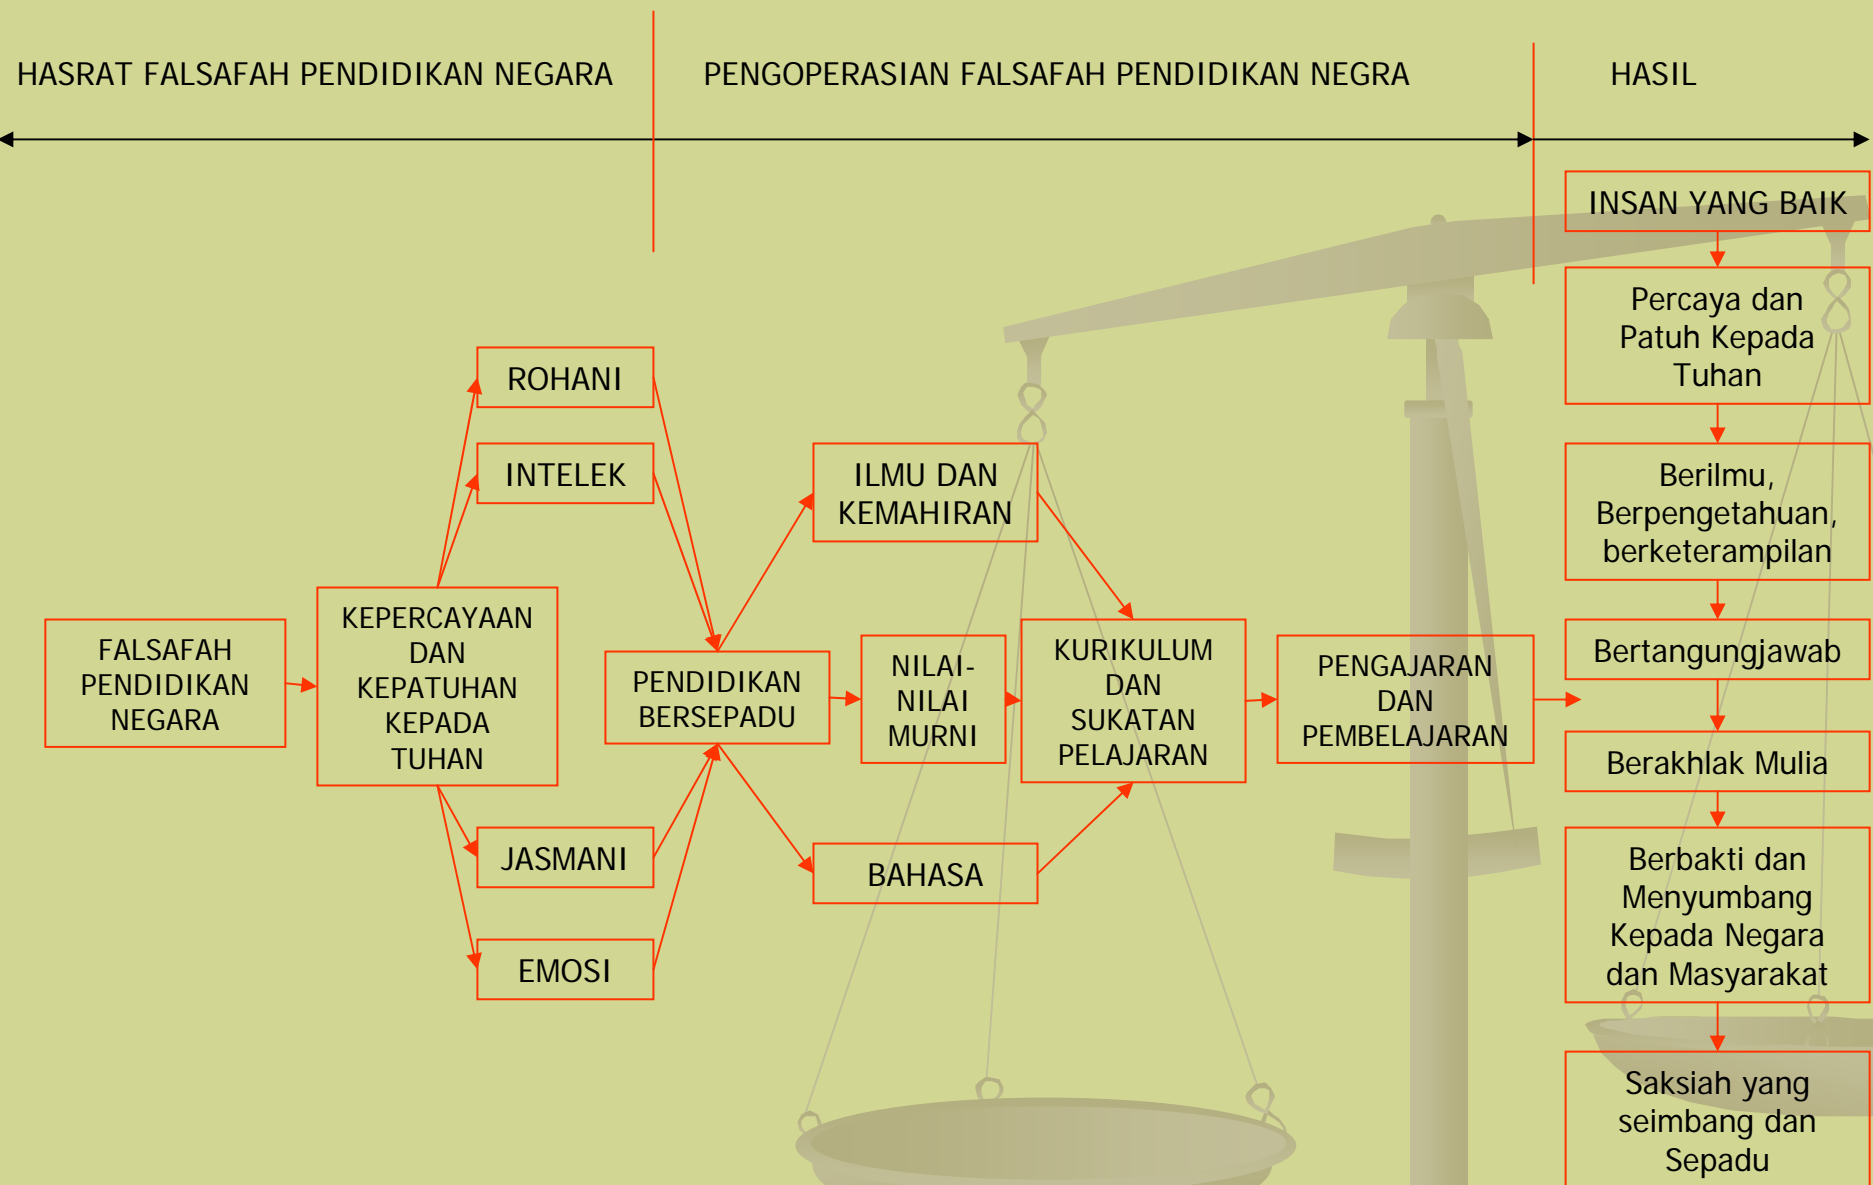 HASRAT FALSAFAH PENDIDIKAN NEGARA
PENGOPERASIAN FALSAFAH PENDIDIKAN NEGRA
HASIL
FALSAFAH
PENDIDIKAN
NEGARA
KEPERCAYAAN
DAN
KEPATUHAN
KEPADA
TUHAN
ROHANI
INTELEK
JASMANI
EMOSI
PENDIDIKAN
BERSEPADU
ILMU DAN
KEMAHIRAN
NILAI-
NILAI
MURNI
BAHASA
KURIKULUM
DAN
SUKATAN
PELAJARAN
PENGAJARAN
DAN
PEMBELAJARAN
INSAN YANG BAIK
Percaya dan
Patuh Kepada
Tuhan
Berilmu,
Berpengetahuan,
berketerampilan
Bertangungjawab
Berakhlak Mulia
Berbakti dan
Menyumbang
Kepada Negara
dan Masyarakat
Saksiah yang
seimbang dan
Sepadu